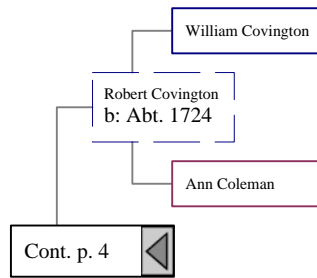 William Covington
Robert Covington
b: Abt. 1724
Ann Coleman
Cont. p. 4